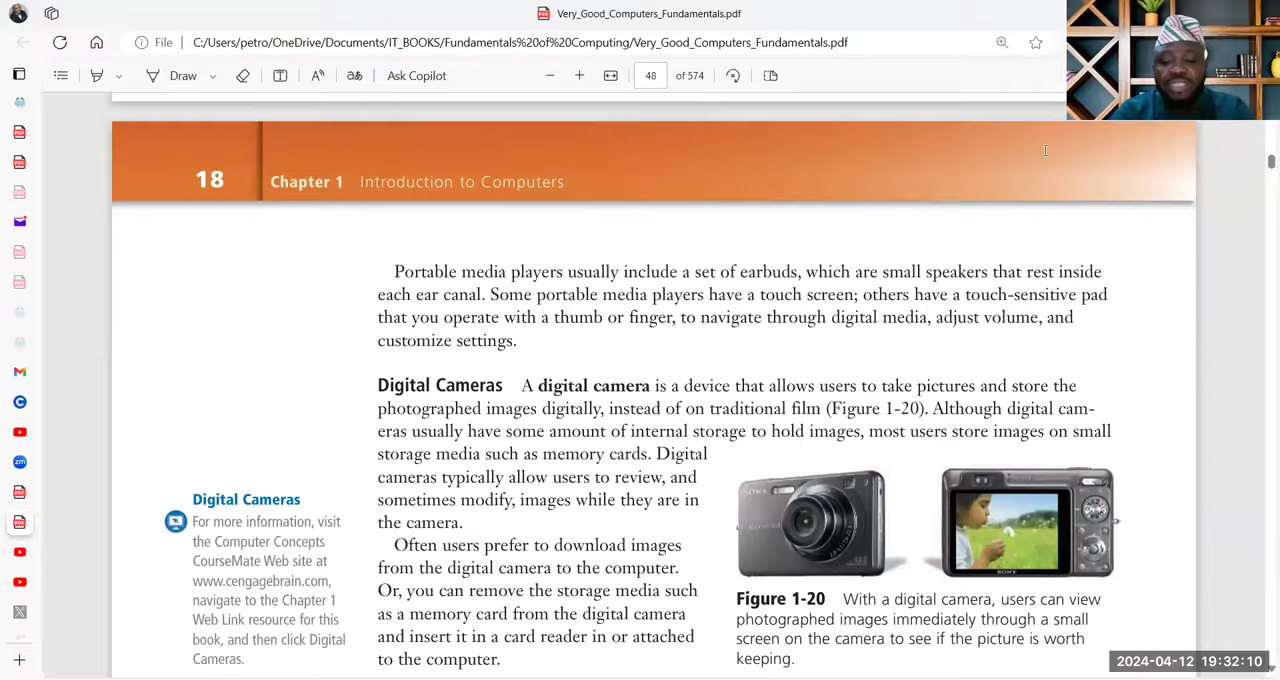 Very_Good_Computers_Fundamentals.pdf
File
C:/Users/petro/OneDrive/Documents/IT_BOOKS/Fundamentals%20of%20Computing/Very_Good_Computers_Fundamentals.pdf
Draw
Ask Copilot
48
of 574
18
Chapter 1 Introduction to Computers
Portable media players usually include a set of earbuds, which are small speakers that rest inside
each ear canal. Some portable media players have a touch screen; others have a touch-sensitive pad
that you operate with a thumb or finger, to navigate through digital media, adjust volume, and
customize settings.
Digital Cameras A digital camera is a device that allows users to take pictures and store the
photographed images digitally, instead of on traditional film (Figure 1-20). Although digital cam-
eras usually have some amount of internal storage to hold images, most users store images on small
storage media such as memory cards. Digital
cameras typically allow users to review, and
sometimes modify, images while they are in
the camera.
Often users prefer to download images
from the digital camera to the computer.
Or, you can remove the storage media such
as a memory card from the digital camera
and insert it in a card reader in or attached
to the computer.
Digital Cameras
For more information, visit
the Computer Concepts
CourseMate Web site at
www.cengagebrain.com,
navigate to the Chapter 1
Web Link resource for this
book, and then click Digital
Cameras.
SONY
SONY
Figure 1-20 With a digital camera, users can view
photographed images immediately through a small
screen on the camera to see if the picture is worth
keeping.
2024-04-12 19:32:10